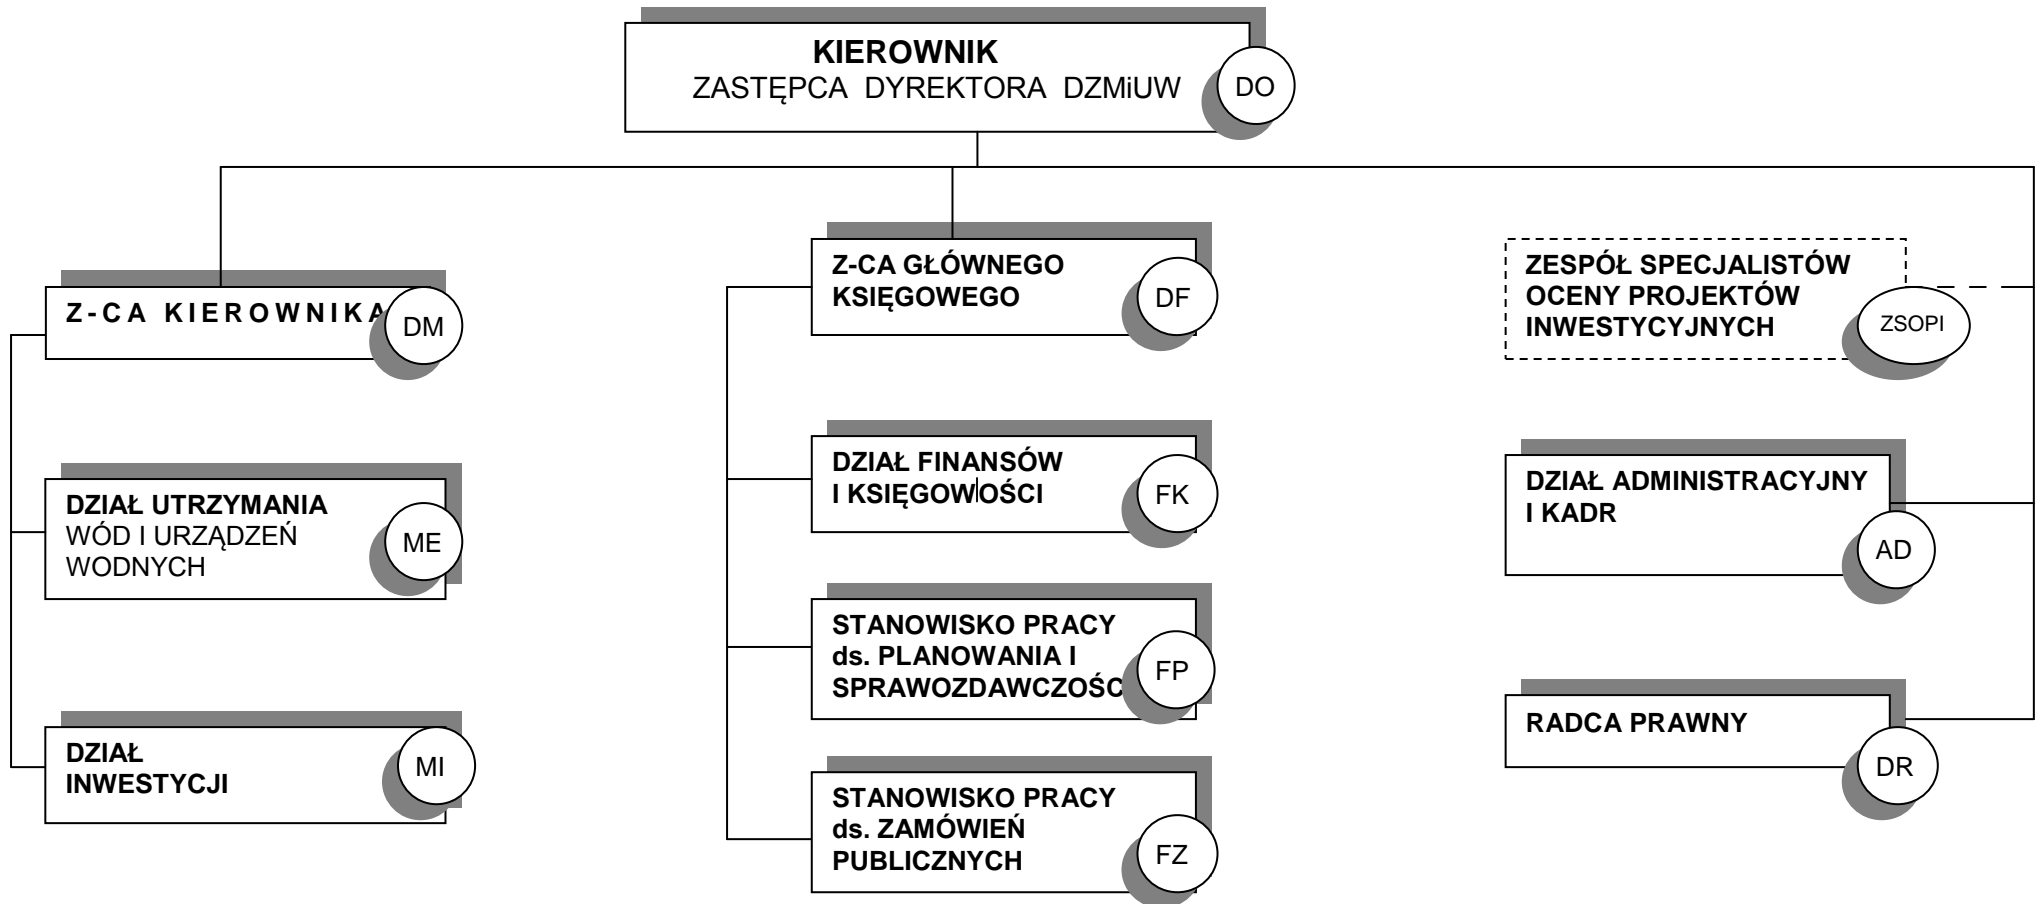 KIEROWNIK
ZASTĘPCA DYREKTORA DZMiUW
DO
Z-CA KIEROWNIKA
DM
DZIAŁ UTRZYMANIA
WÓD I URZĄDZEŃ
WODNYCH
ME
DZIAŁ
INWESTYCJI
MI
Z-CA GŁÓWNEGO
KSIĘGOWEGO
DF
DZIAŁ FINANSÓW
I KSIĘGOWOŚCI
FK
STANOWISKO PRACY
ds. PLANOWANIA I
SPRAWOZDAWCZOŚC
FP
STANOWISKO PRACY
ds. ZAMÓWIEŃ
PUBLICZNYCH
FZ
ZESPÓŁ SPECJALISTÓW
OCENY PROJEKTÓW
INWESTYCYJNYCH
ZSOPI
DZIAŁ ADMINISTRACYJNY
I KADR
AD
RADCA PRAWNY
DR